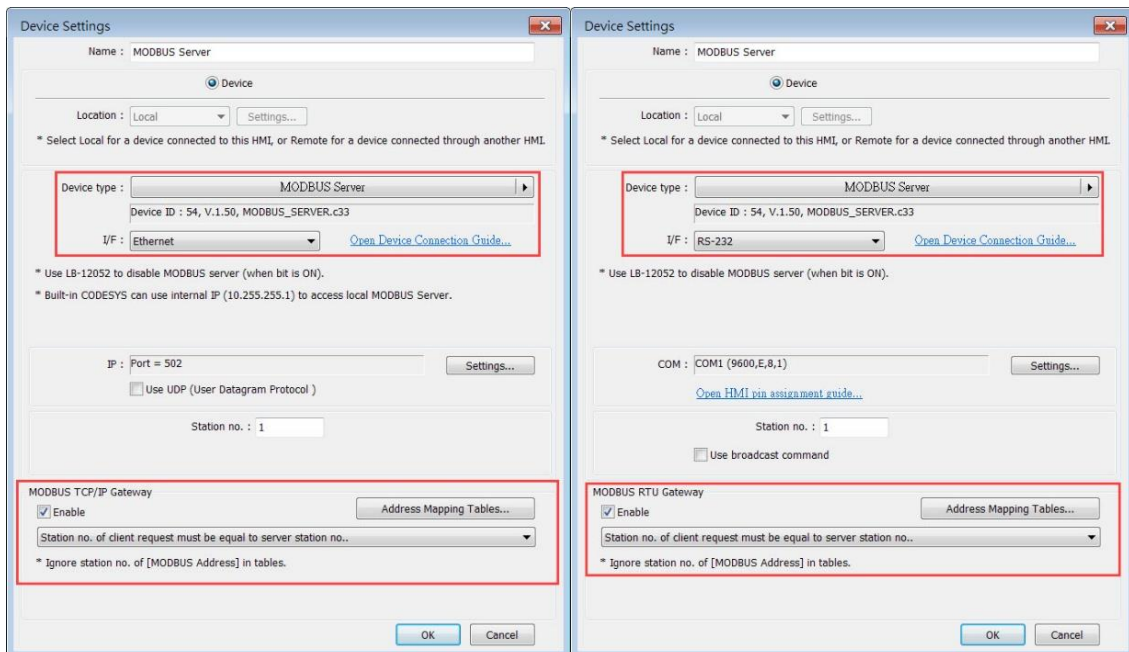 Device Settings
Name : MODBUS Server
Device
Location : Local Settings...
* Select Local for a device connected to this HMI, or Remote for a device connected through another HMI.
Device type : MODBUS Server
Device ID : 54, V.1.50, MODBUS_SERVER.c33
I/F : Ethernet Open Device Connection Guide...
* Use LB-12052 to disable MODBUS server (when bit is ON).
* Built-in CODESYS can use internal IP (10.255.255.1) to access local MODBUS Server.
IP : Port = 502 Settings...
Use UDP (User Datagram Protocol )
Station no. : 1
MODBUS TCP/IP Gateway
Enable Address Mapping Tables...
Station no. of client request must be equal to server station no..
* Ignore station no. of [MODBUS Address] in tables.
OK Cancel
Device Settings
Name : MODBUS Server
Device
Location : Local Settings...
* Select Local for a device connected to this HMI, or Remote for a device connected through another HMI.
Device type : MODBUS Server
Device ID : 54, V.1.50, MODBUS_SERVER.c33
I/F : RS-232 Open Device Connection Guide...
* Use LB-12052 to disable MODBUS server (when bit is ON).
COM : COM1 (9600,E,8,1) Settings...
Open HMI pin assignment guide...
Station no. : 1
Use broadcast command
MODBUS RTU Gateway
Enable Address Mapping Tables...
Station no. of client request must be equal to server station no..
* Ignore station no. of [MODBUS Address] in tables.
OK Cancel